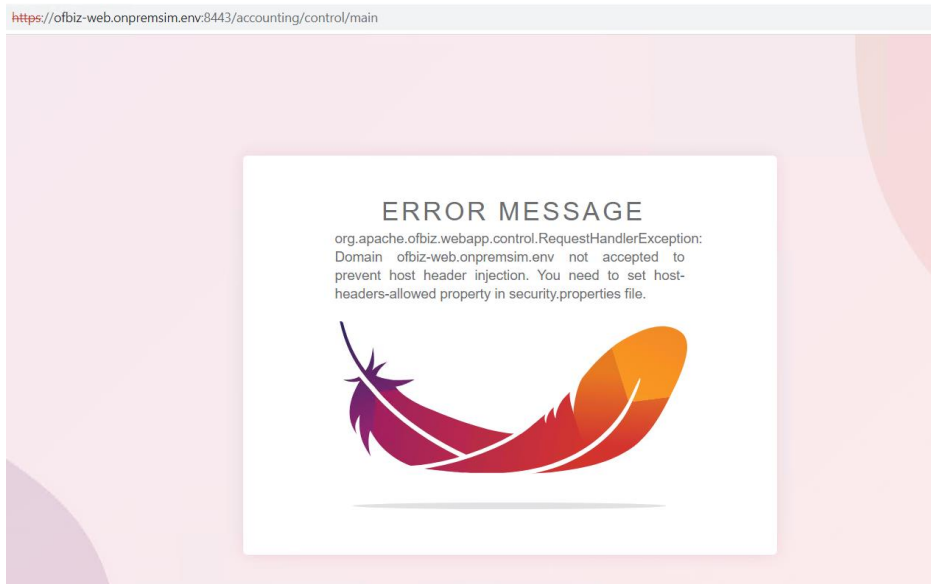 https://ofbiz-web.onpremsim.env:8443/accounting/control/main
ERROR MESSAGE
org.apache.ofbiz.webapp.control.RequestHandlerException:
Domain ofbiz-web.onpremsim.env not accepted to
prevent host header injection. You need to set host-
headers-allowed property in security.properties file.